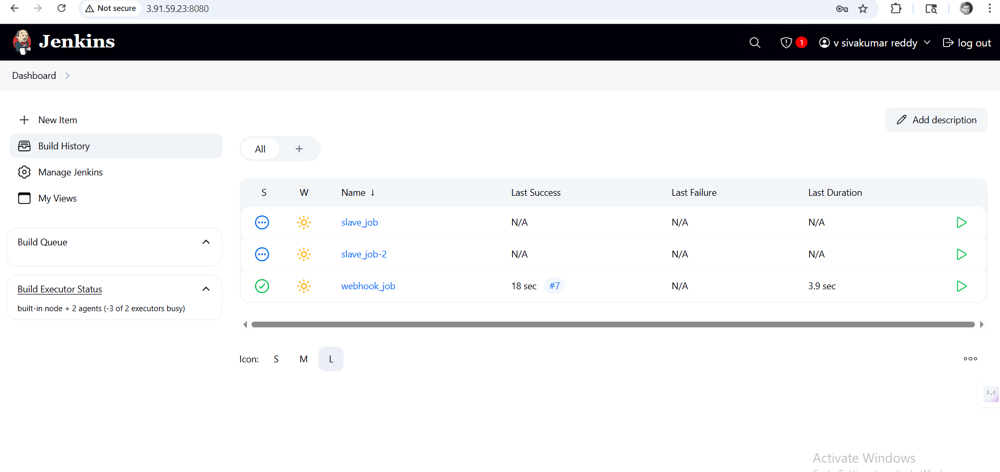 Not secure 3.91.59.23:8080
Jenkins
1
v sivakumar reddy
log out
Dashboard
New Item
Build History
Manage Jenkins
My Views
Build Queue
Build Executor Status
built-in node + 2 agents (-3 of 2 executors busy)
Add description
All +
S W Name ↓ Last Success Last Failure Last Duration
slave_job N/A N/A N/A
slave_job-2 N/A N/A N/A
webhook_job 18 sec #7 N/A 3.9 sec
Icon: S M L
Activate Windows